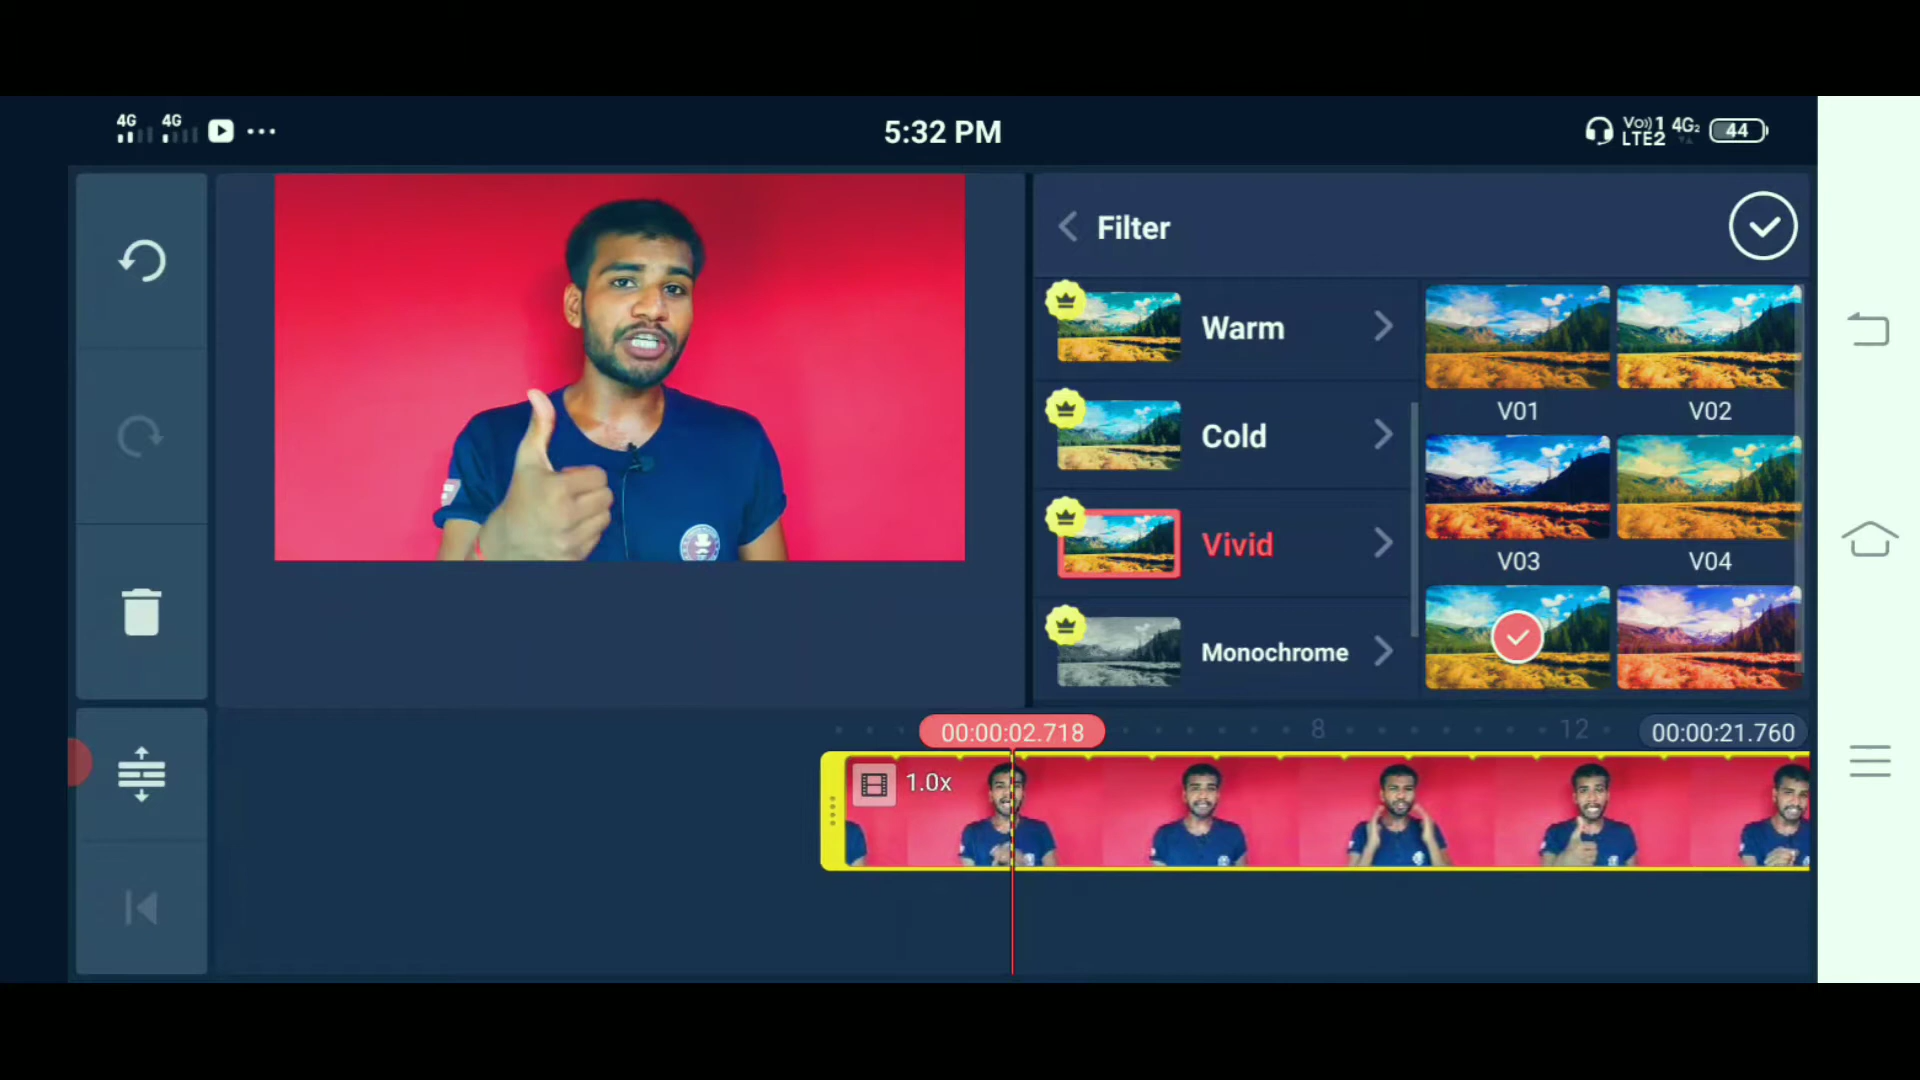 4G 4G
5:32 PM
Vo)) 1 LTE2 4G2 44
Filter
Warm
Cold
Vivid
Monochrome
V01 V02
V03 V04
00:00:02.718 8 12 00:00:21.760
1.0x